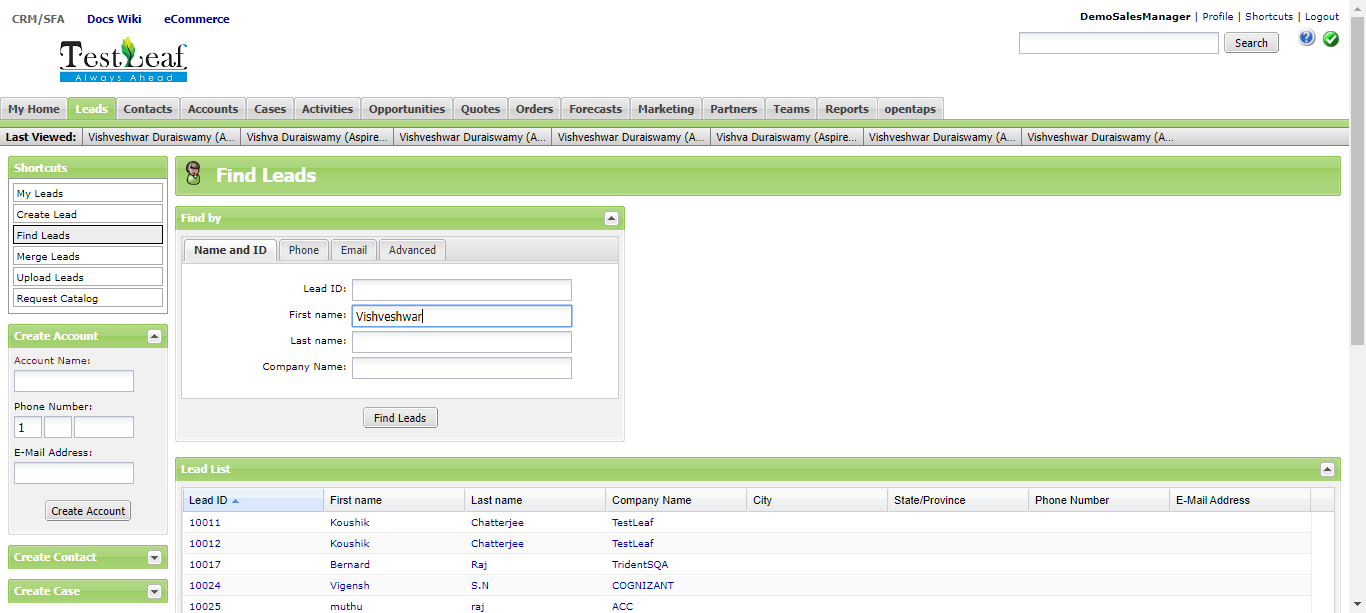 CRM/SFA Docs Wiki eCommerce
DemoSalesManager | Profile | Shortcuts | Logout
TestLeaf
Always Ahead
Search
?
My Home Leads Contacts Accounts Cases Activities Opportunities Quotes Orders Forecasts Marketing Partners Teams Reports opentaps
Last Viewed: Vishveshwar Duraiswamy (A... Vishva Duraiswamy (Aspire... Vishveshwar Duraiswamy (A... Vishveshwar Duraiswamy (A... Vishva Duraiswamy (Aspire... Vishveshwar Duraiswamy (A... Vishveshwar Duraiswamy (A...
Shortcuts
My Leads
Create Lead
Find Leads
Merge Leads
Upload Leads
Request Catalog
Create Account
Account Name:
Phone Number:
1
E-Mail Address:
Create Account
Create Contact
Create Case
Find Leads
Find by
Name and ID Phone Email Advanced
Lead ID:
First name: Vishveshwar
Last name:
Company Name:
Find Leads
Lead List
Lead ID First name Last name Company Name City State/Province Phone Number E-Mail Address
10011 Koushik Chatterjee TestLeaf
10012 Koushik Chatterjee TestLeaf
10017 Bernard Raj TridentSQA
10024 Vigensh S.N COGNIZANT
10025 muthu raj ACC